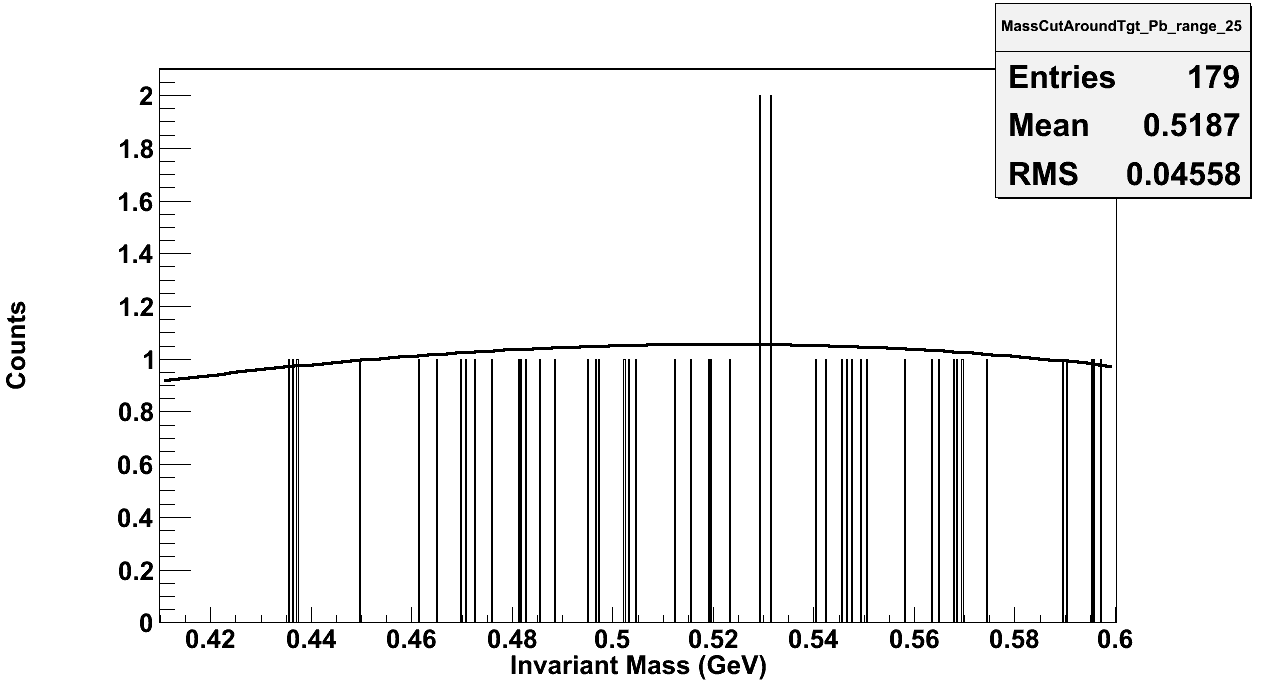 MassCutAroundTgt_Pb_range_25
Entries 179
Mean 0.5187
RMS 0.04558
2
1.8
1.6
1.4
1.2
1
0.8
0.6
0.4
0.2
0
Counts
0.42 0.44 0.46 0.48 0.5 0.52 0.54 0.56 0.58 0.6
Invariant Mass (GeV)